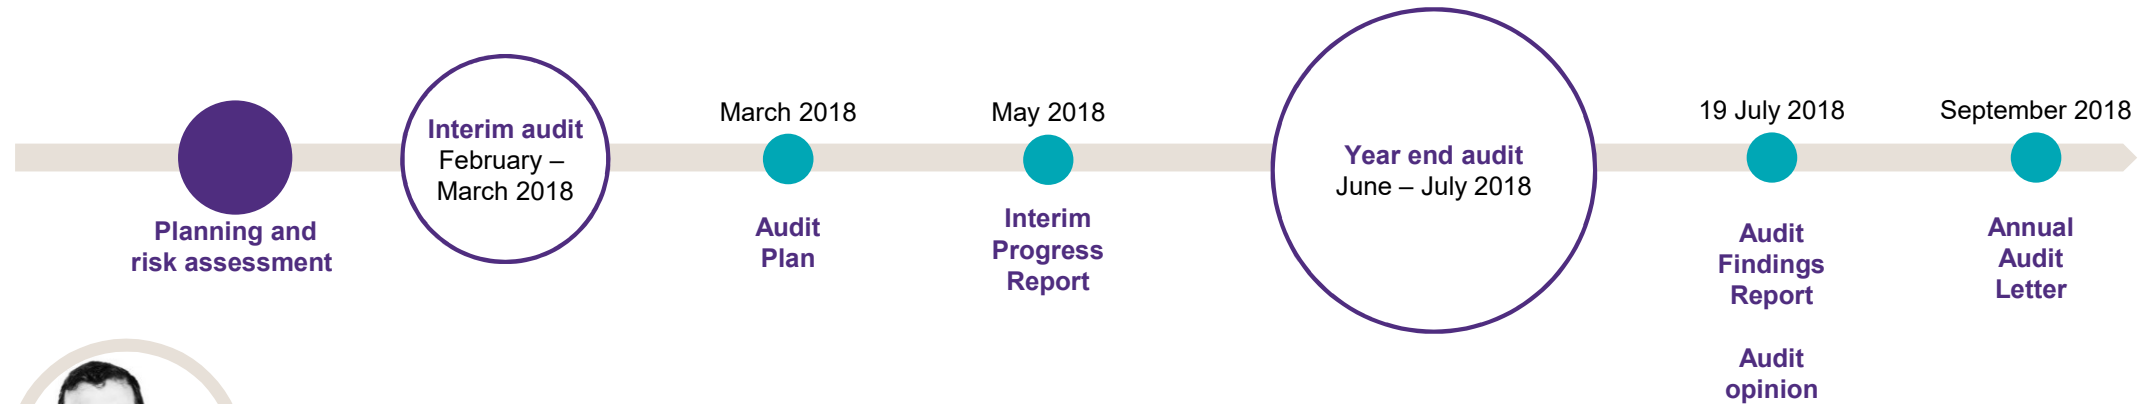 Planning and
risk assessment
Interim audit
February –
March 2018
March 2018
Audit
Plan
May 2018
Interim
Progress
Report
Year end audit
June – July 2018
19 July 2018
Audit
Findings
Report
Audit
opinion
September 2018
Annual
Audit
Letter